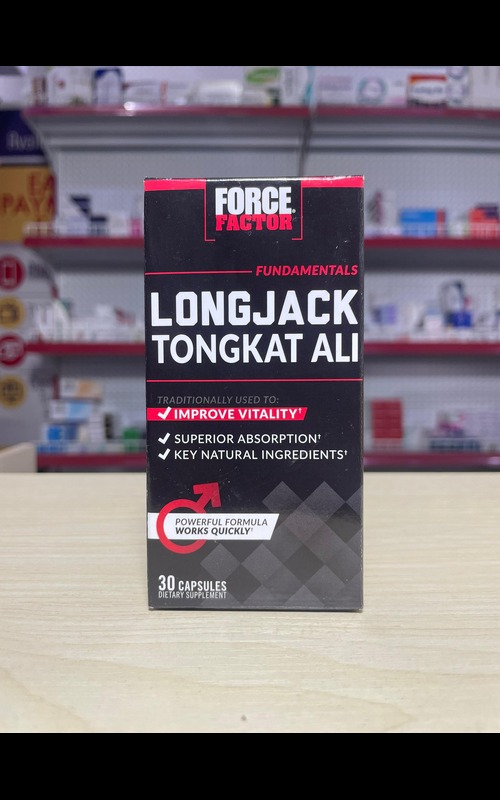 FORCE
FACTOR®
FUNDAMENTALS
LONGJACK
TONGKAT ALI
TRADITIONALLY USED TO:
IMPROVE VITALITY†
SUPERIOR ABSORPTION†
KEY NATURAL INGREDIENTS†
POWERFUL FORMULA
WORKS QUICKLY†
30 CAPSULES
DIETARY SUPPLEMENT